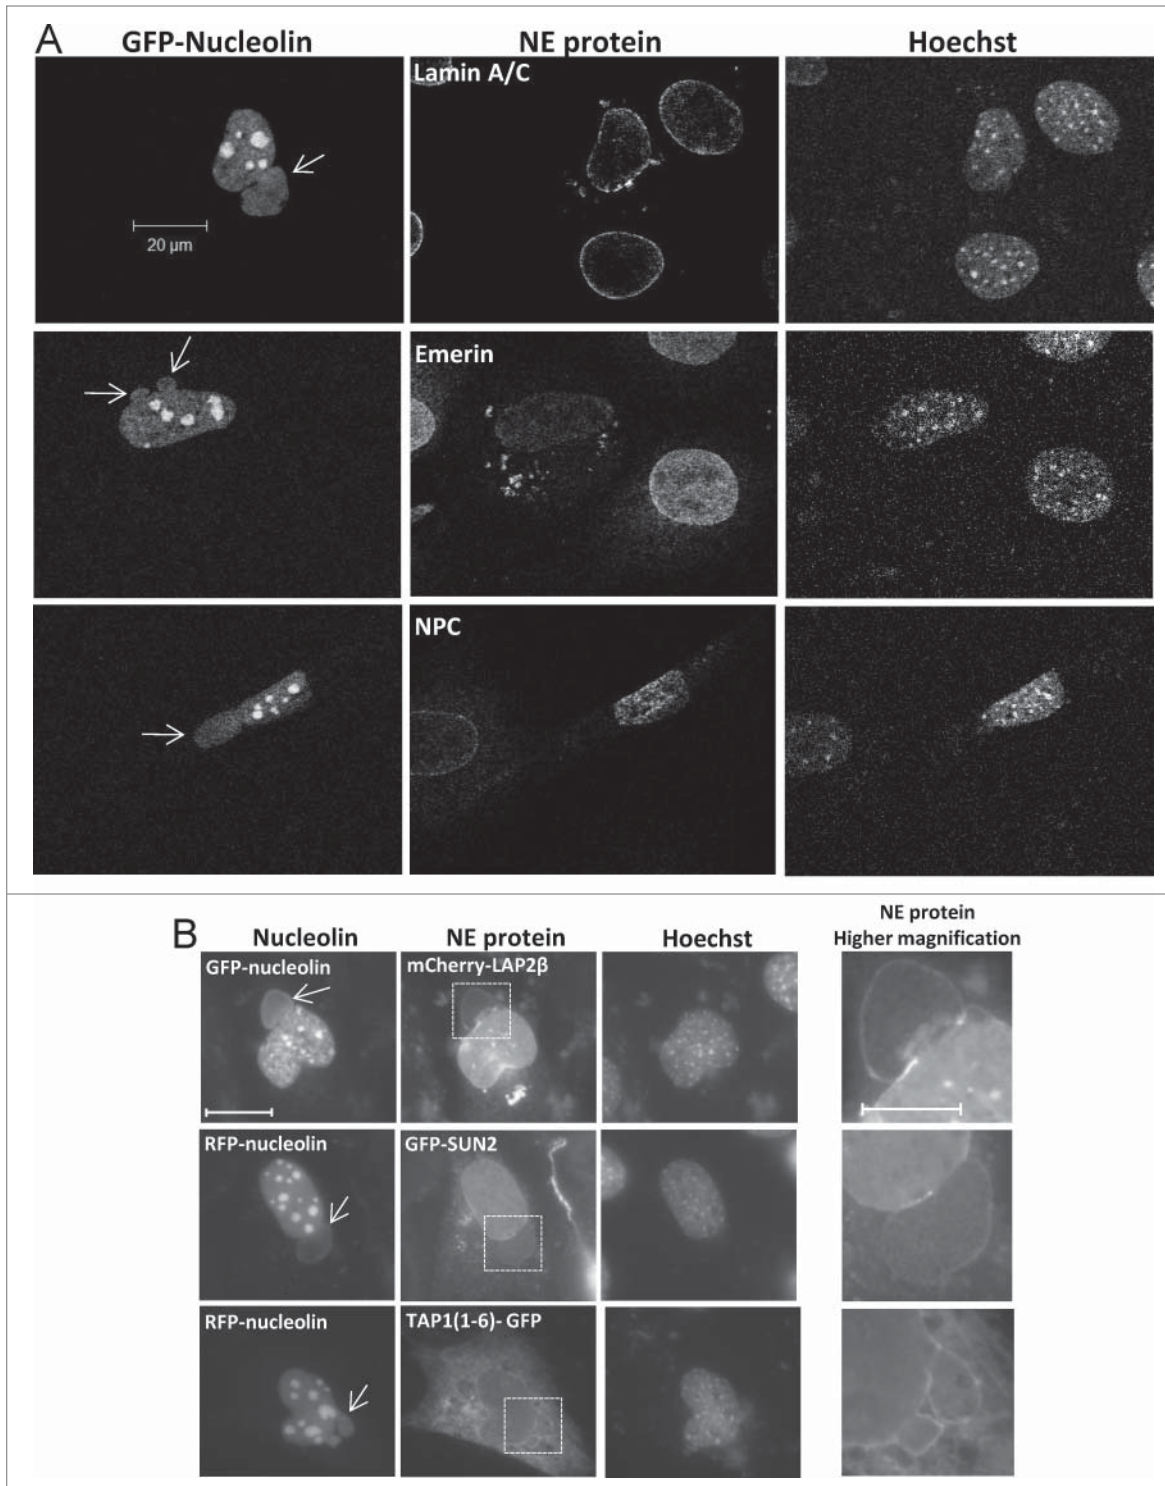 A
GFP-Nucleolin NE protein Hoechst
Lamin A/C
20 µm
Emerin
NPC
B
NE protein
Higher magnification
Nucleolin NE protein Hoechst
GFP-nucleolin mCherry-LAP2β
RFP-nucleolin GFP-SUN2
RFP-nucleolin TAP1(1-6)- GFP